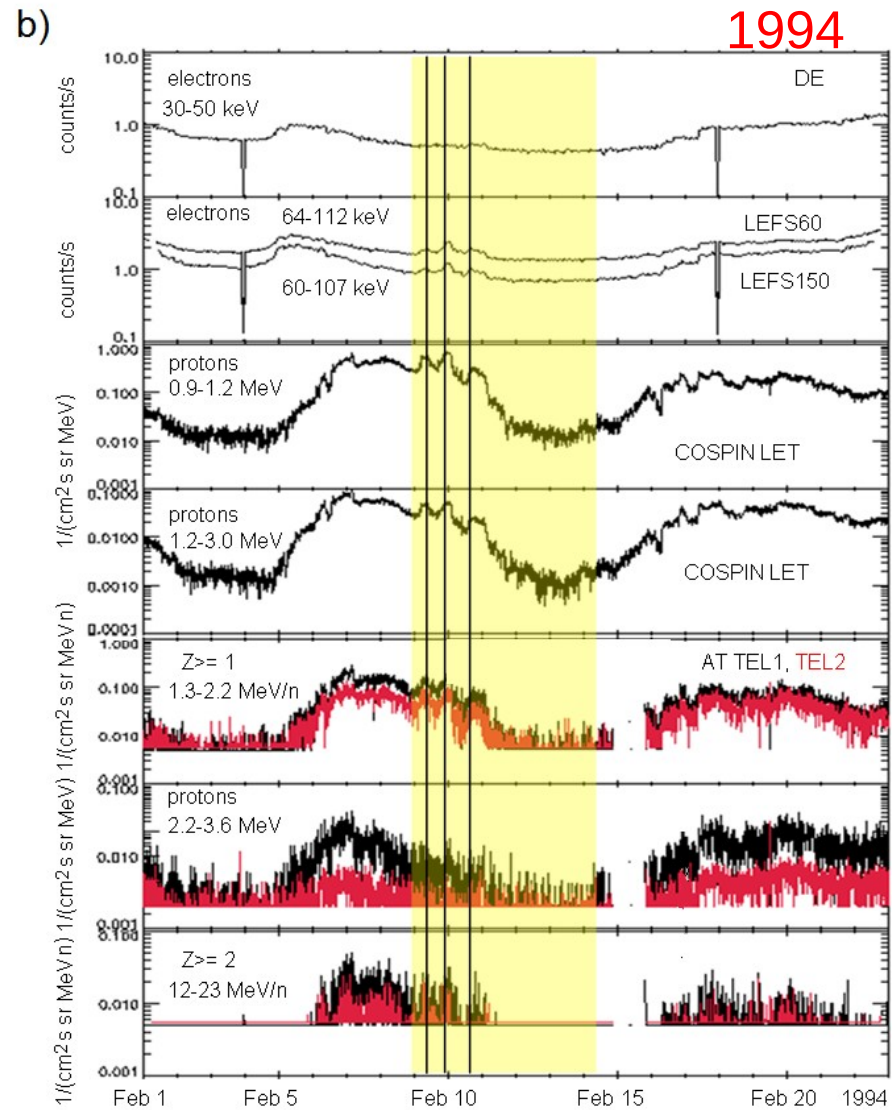 b)
1994
10.0
electrons
30-50 keV
DE
counts/s
1.0
0.1
10.0
electrons
64-112 keV
LEFS60
counts/s
1.0
60-107 keV
LEFS150
0.1
1.000
protons
0.9-1.2 MeV
0.100
0.010
COSPIN LET
0.001
1/(cm2s sr MeV)
0.1000
protons
1.2-3.0 MeV
0.0100
0.0010
COSPIN LET
0.0001
1/(cm2s sr MeVn)
1.000
Z>= 1
1.3-2.2 MeV/n
AT TEL1, TEL2
0.100
0.010
0.001
1/(cm2s sr MeV)
0.100
protons
2.2-3.6 MeV
0.010
0.001
1/(cm2s sr MeVn)
0.100
Z>= 2
12-23 MeV/n
0.010
0.001
Feb 1 Feb 5 Feb 10 Feb 15 Feb 20 1994